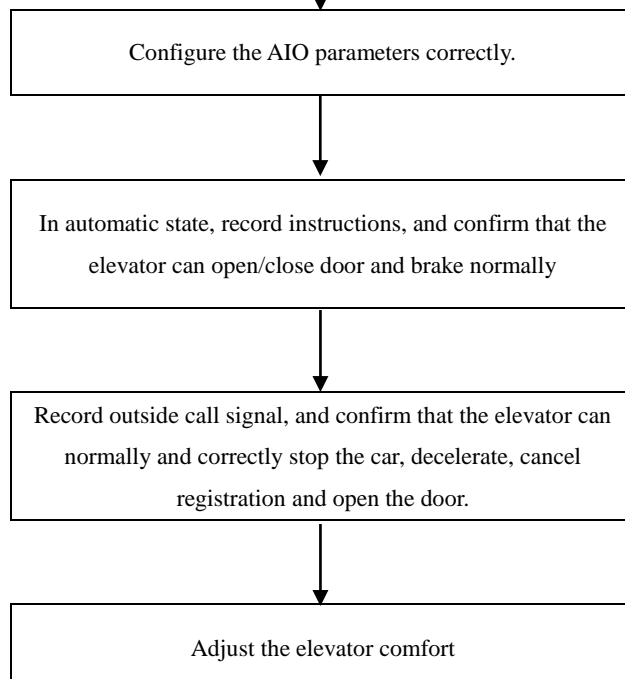 Configure the AIO parameters correctly.
In automatic state, record instructions, and confirm that the
elevator can open/close door and brake normally
Record outside call signal, and confirm that the elevator can
normally and correctly stop the car, decelerate, cancel
registration and open the door.
Adjust the elevator comfort